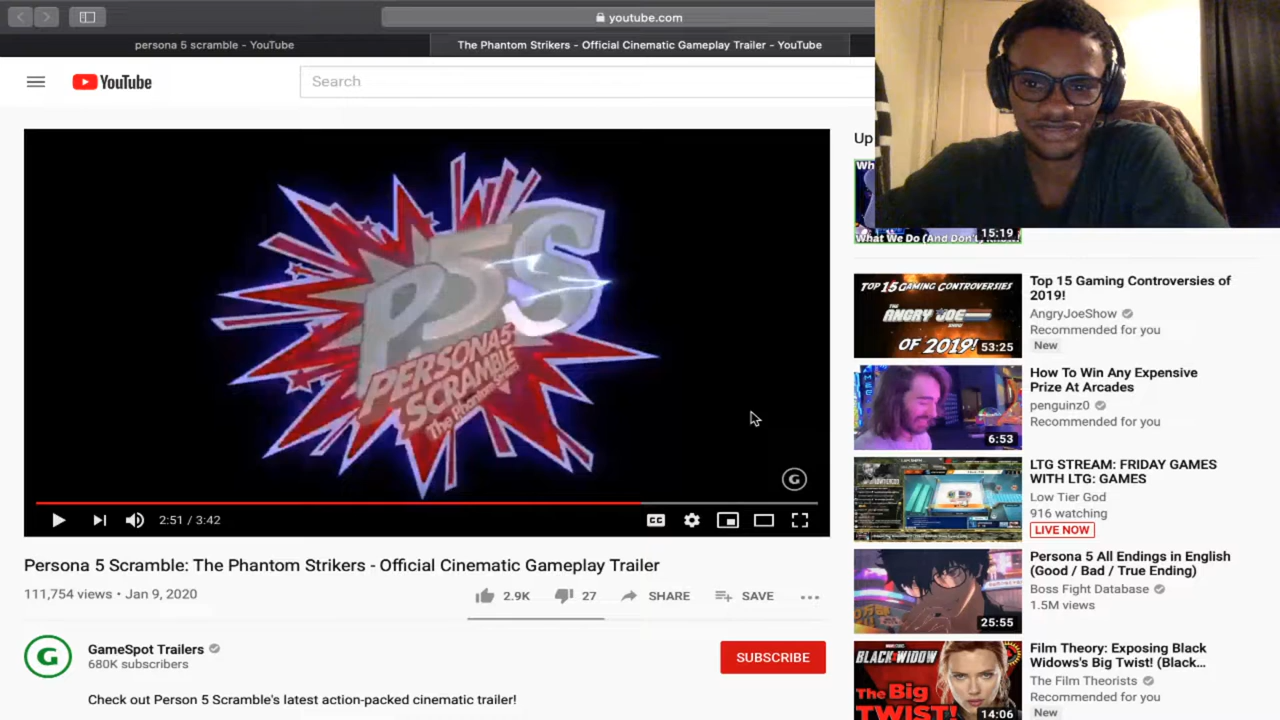 youtube.com
persona 5 scramble - YouTube
The Phantom Strikers - Official Cinematic Gameplay Trailer - YouTube
YouTube
Search
Up
P5S
PERSONA5
SCRAMBLE
The Phantom
G
2:51 / 3:42
CC
Persona 5 Scramble: The Phantom Strikers - Official Cinematic Gameplay Trailer
111,754 views • Jan 9, 2020
2.9K
27
SHARE
SAVE
G
GameSpot Trailers
680K subscribers
SUBSCRIBE
Check out Person 5 Scramble's latest action-packed cinematic trailer!
Wh
What We Do (And Don't
15:19
TOP 15 GAMING CONTROVERSIES
THE
ANGRY JOE
SHOW
OF 2019!
53:25
Top 15 Gaming Controversies of
2019!
AngryJoeShow
Recommended for you
New
6:53
How To Win Any Expensive
Prize At Arcades
penguinz0
Recommended for you
LTG STREAM: FRIDAY GAMES
WITH LTG: GAMES
Low Tier God
916 watching
LIVE NOW
25:55
Persona 5 All Endings in English
(Good / Bad / True Ending)
Boss Fight Database
1.5M views
BLACK WIDOW
The Big
TWIST!
14:06
Film Theory: Exposing Black
Widows's Big Twist! (Black...
The Film Theorists
Recommended for you
New